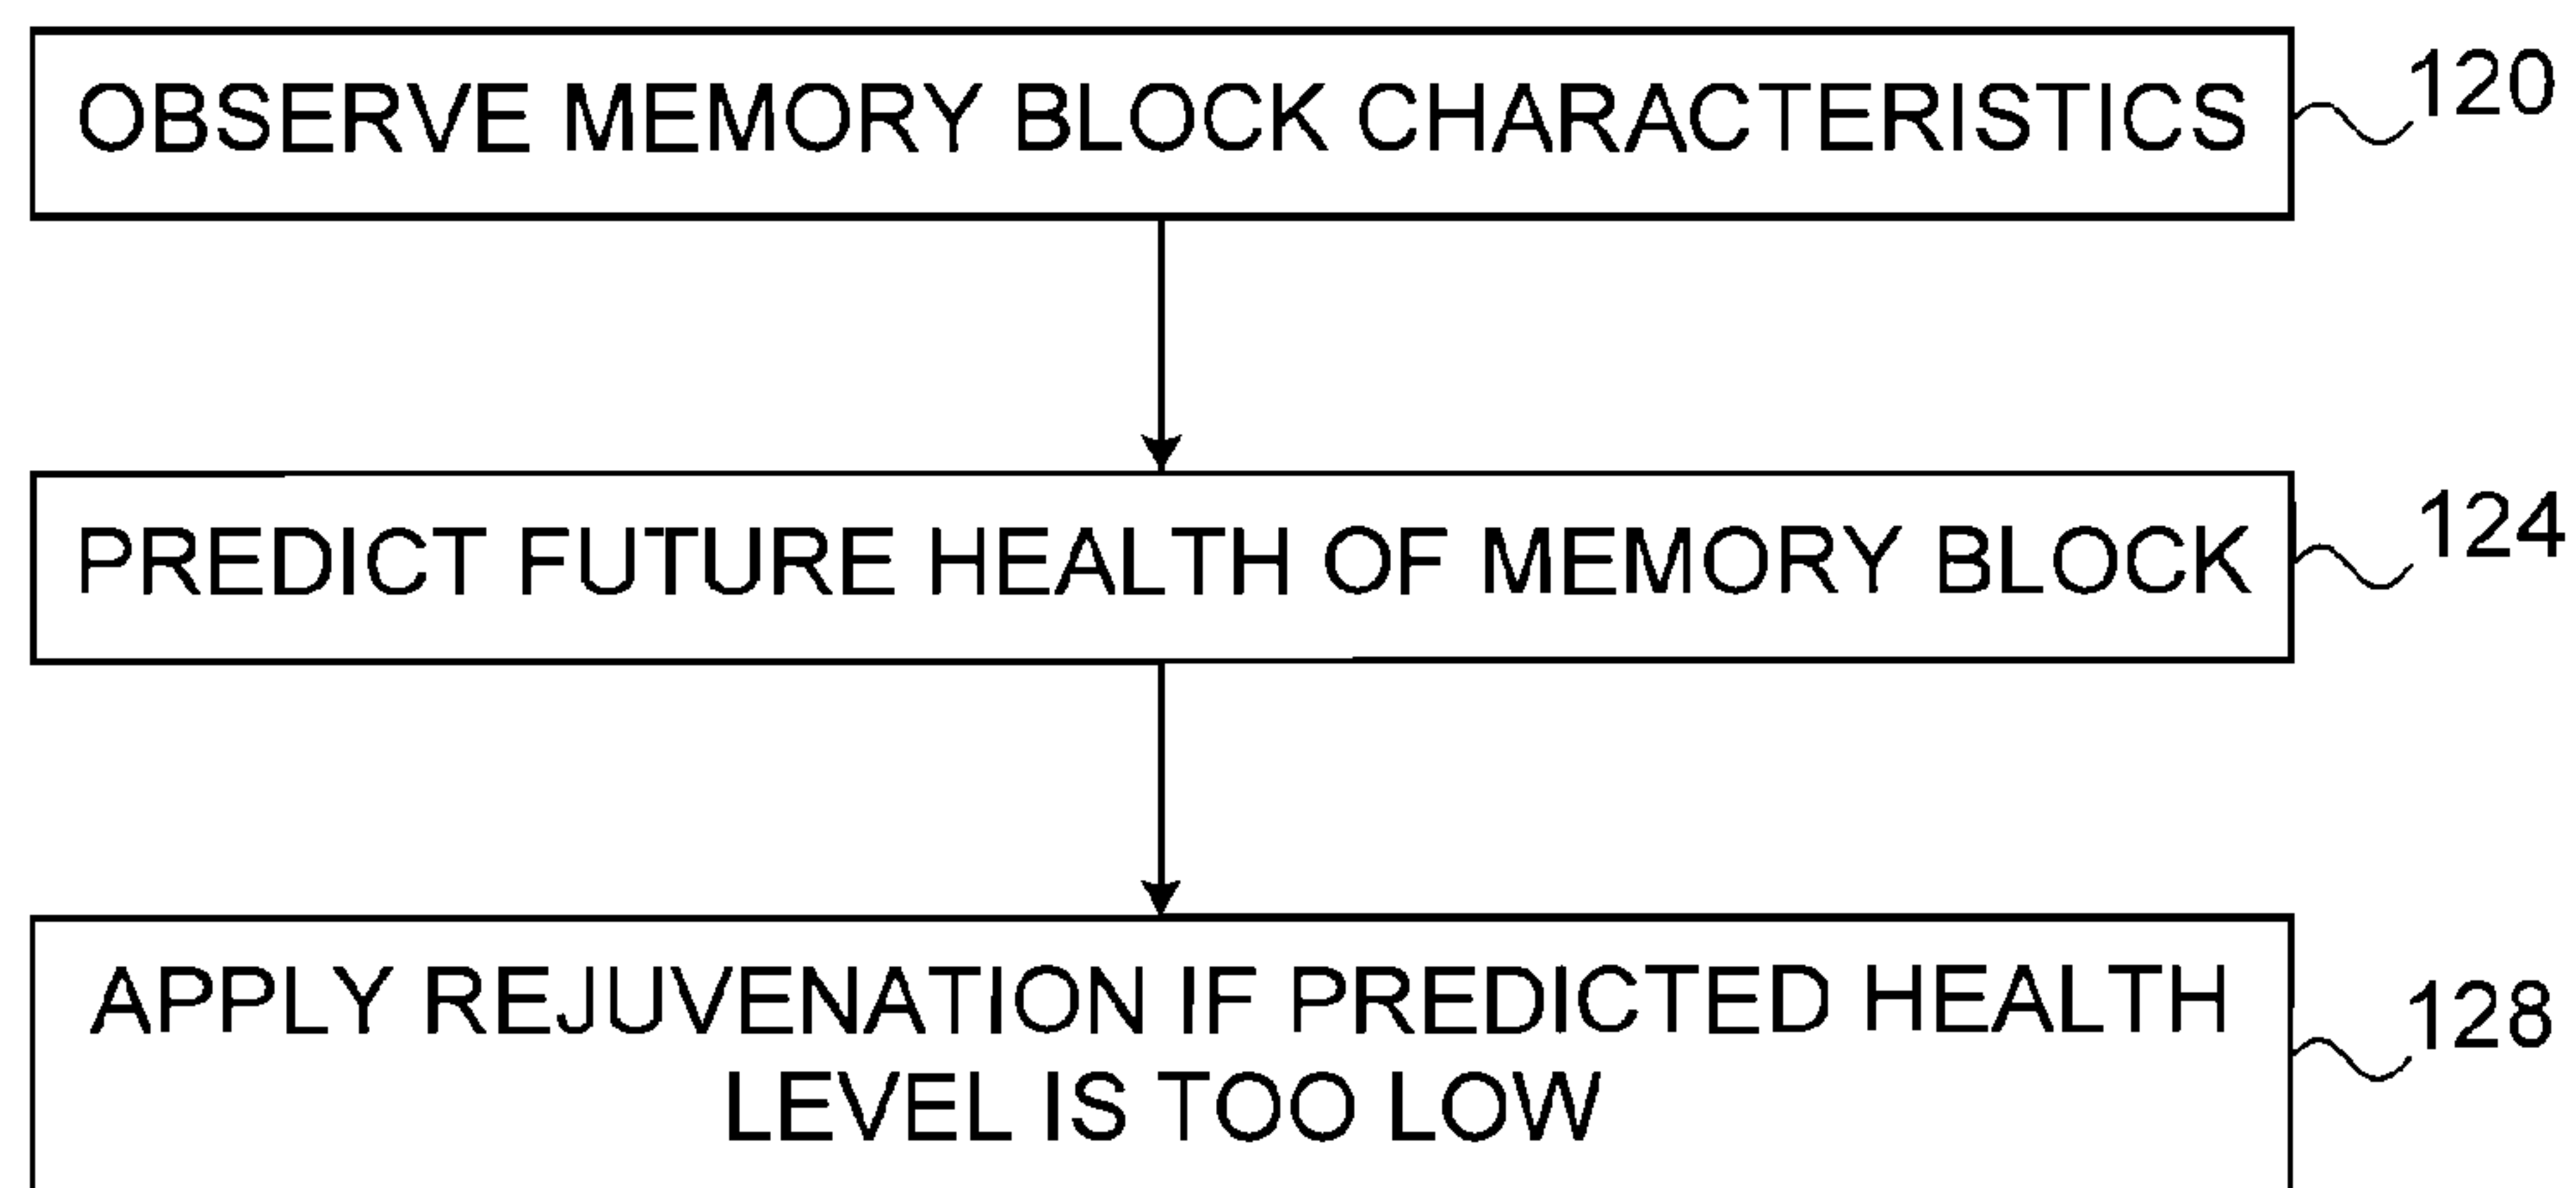 OBSERVE MEMORY BLOCK CHARACTERISTICS 120
PREDICT FUTURE HEALTH OF MEMORY BLOCK 124
APPLY REJUVENATION IF PREDICTED HEALTH
LEVEL IS TOO LOW
128